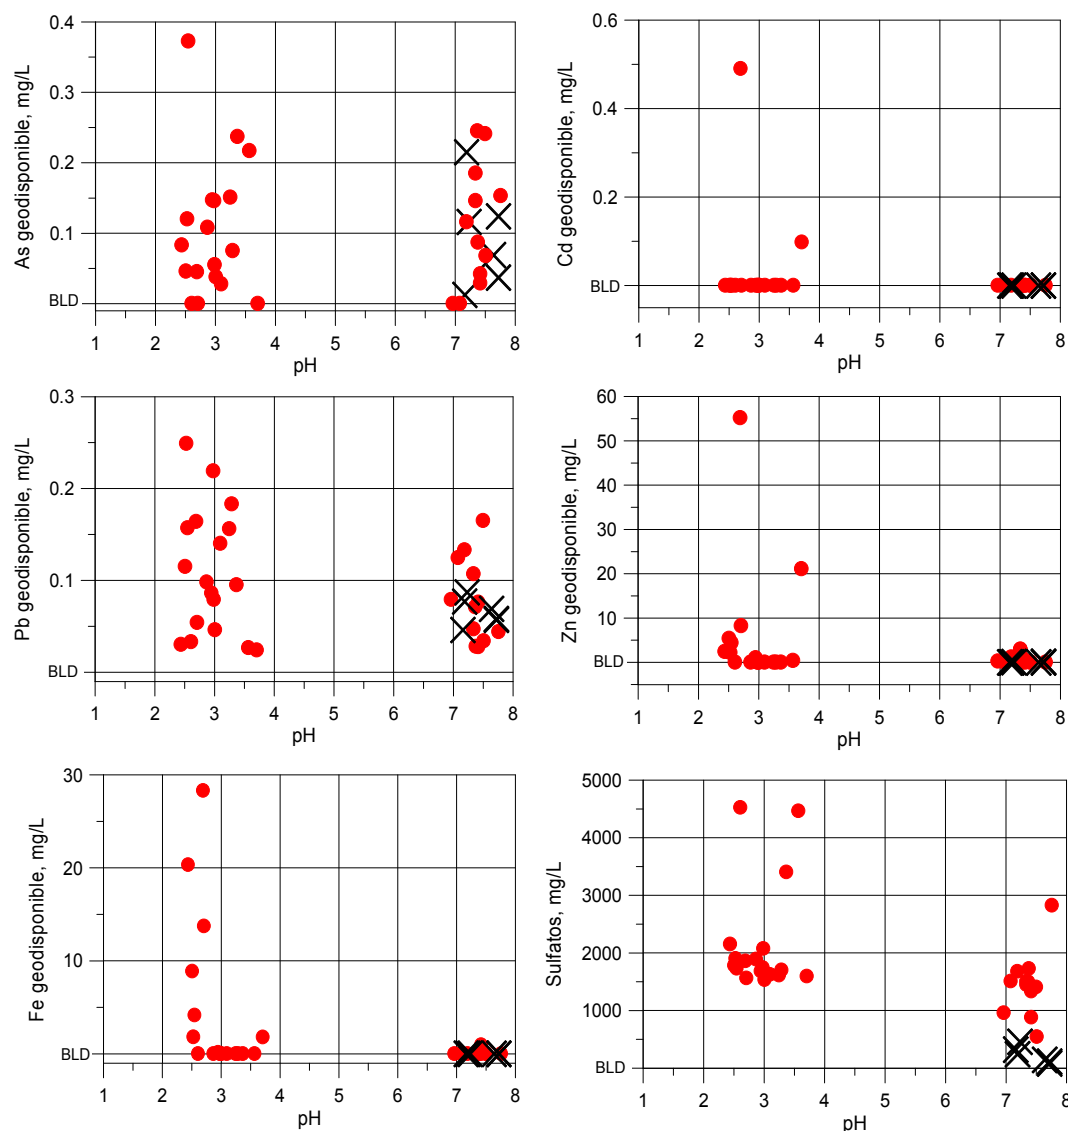 As geodisponible, mg/L
0.4
0.3
0.2
0.1
BLD
1 2 3 4 5 6 7 8
pH
Cd geodisponible, mg/L
0.6
0.4
0.2
BLD
1 2 3 4 5 6 7 8
pH
Pb geodisponible, mg/L
0.3
0.2
0.1
BLD
1 2 3 4 5 6 7 8
pH
Zn geodisponible, mg/L
60
50
40
30
20
10
BLD
1 2 3 4 5 6 7 8
pH
Fe geodisponible, mg/L
30
20
10
BLD
1 2 3 4 5 6 7 8
pH
Sulfatos, mg/L
5000
4000
3000
2000
1000
BLD
1 2 3 4 5 6 7 8
pH